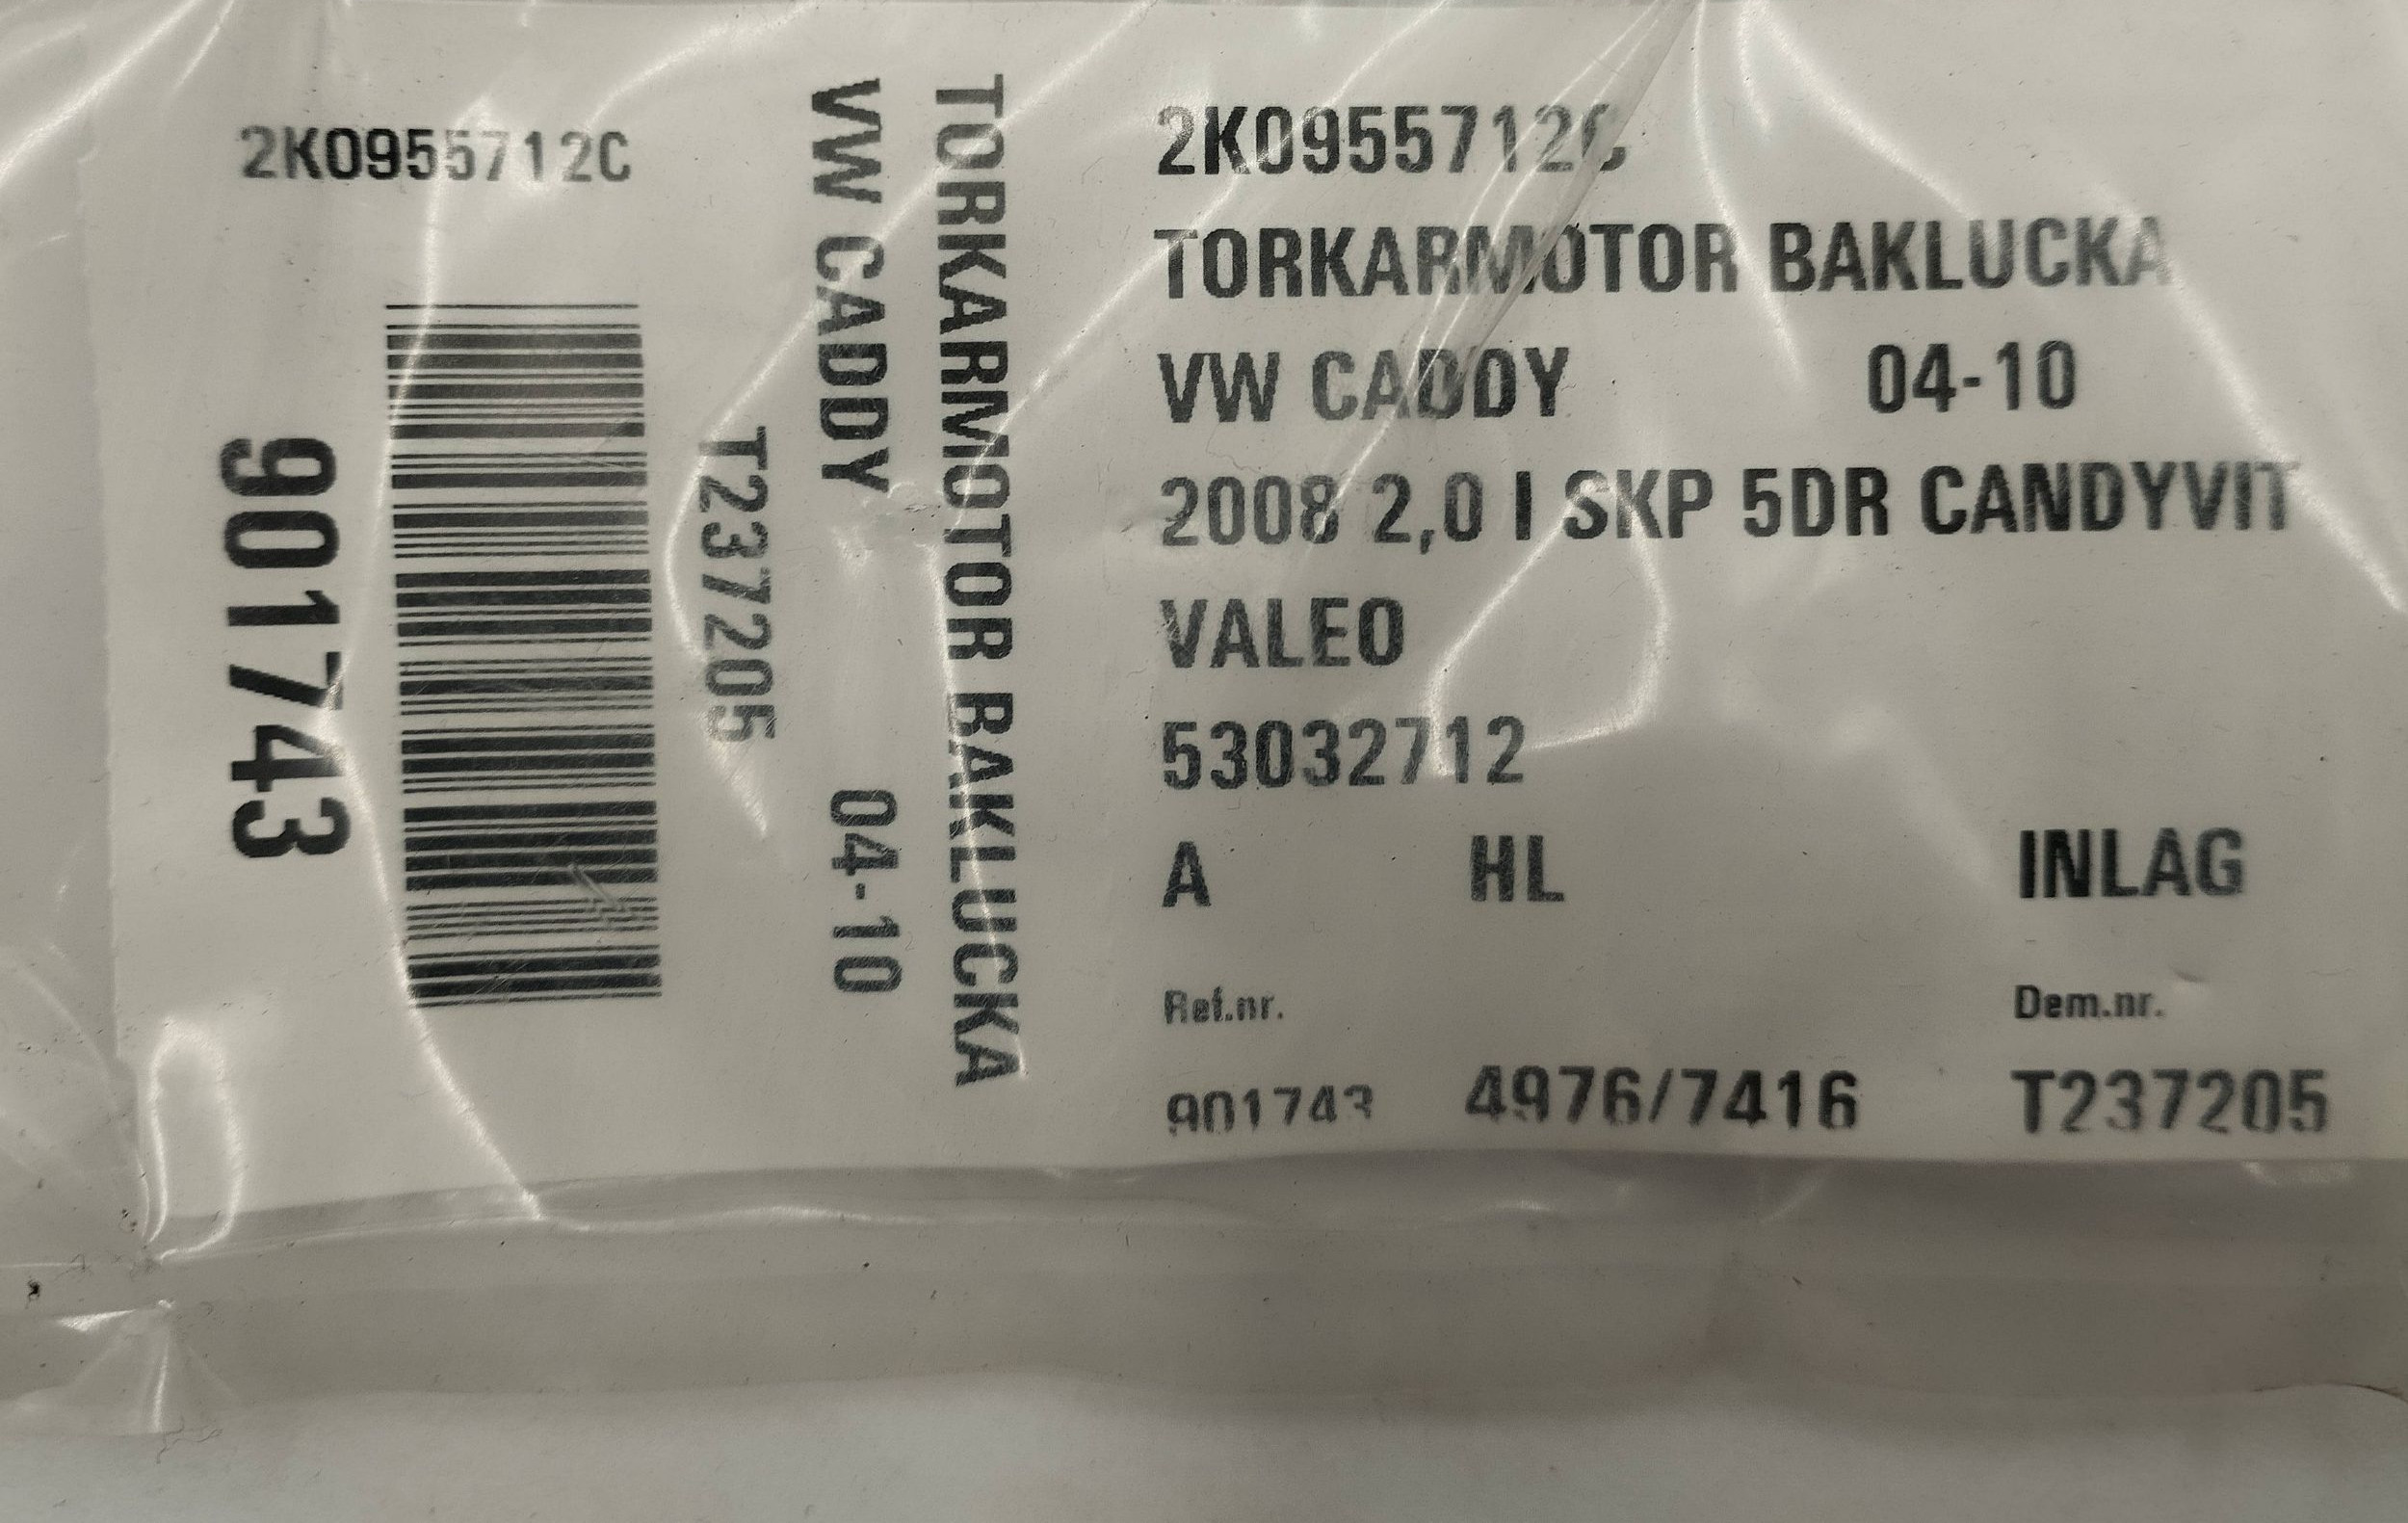 2K0955712C
901743
T237205
VW CADDY 04-10
TORKARMOTOR BAKLUCKA
2K0955712C
TORKARMOTOR BAKLUCKA
VW CADDY 04-10
2008 2,0 I SKP 5DR CANDYVIT
VALEO
53032712
A HL INLAG
Ref.nr. Dem.nr.
901743 4976/7416 T237205